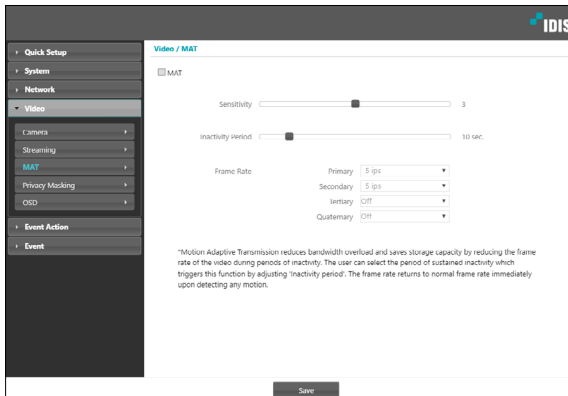 IDIS
Quick Setup
System
Network
Video
Camera
Streaming
MAT
Privacy Masking
OSD
Event Action
Event
Video / MAT
MAT
Sensitivity 3
Inactivity Period 10 sec.
Frame Rate Primary 5 ips
Secondary 5 ips
Tertiary Off
Quaternary Off
*Motion Adaptive Transmission reduces bandwidth overload and saves storage capacity by reducing the frame
rate of the video during periods of inactivity. The user can select the period of sustained inactivity which
triggers this function by adjusting 'Inactivity period'. The frame rate returns to normal frame rate immediately
upon detecting any motion.
Save